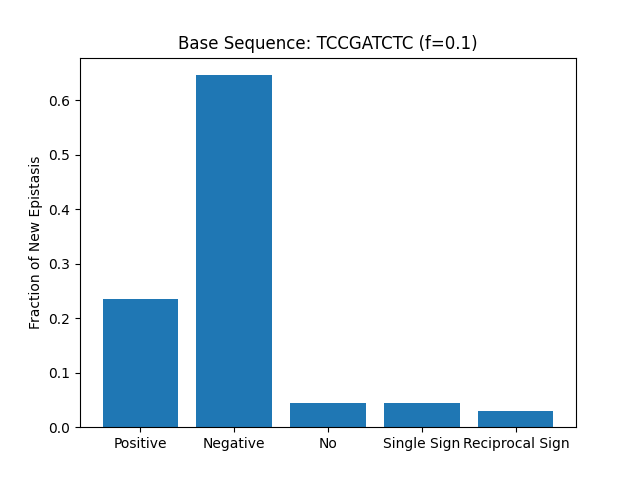 Base Sequence: TCCGATCTC (f=0.1)
Fraction of New Epistasis
0.6
0.5
0.4
0.3
0.2
0.1
0.0
Positive Negative No Single Sign Reciprocal Sign